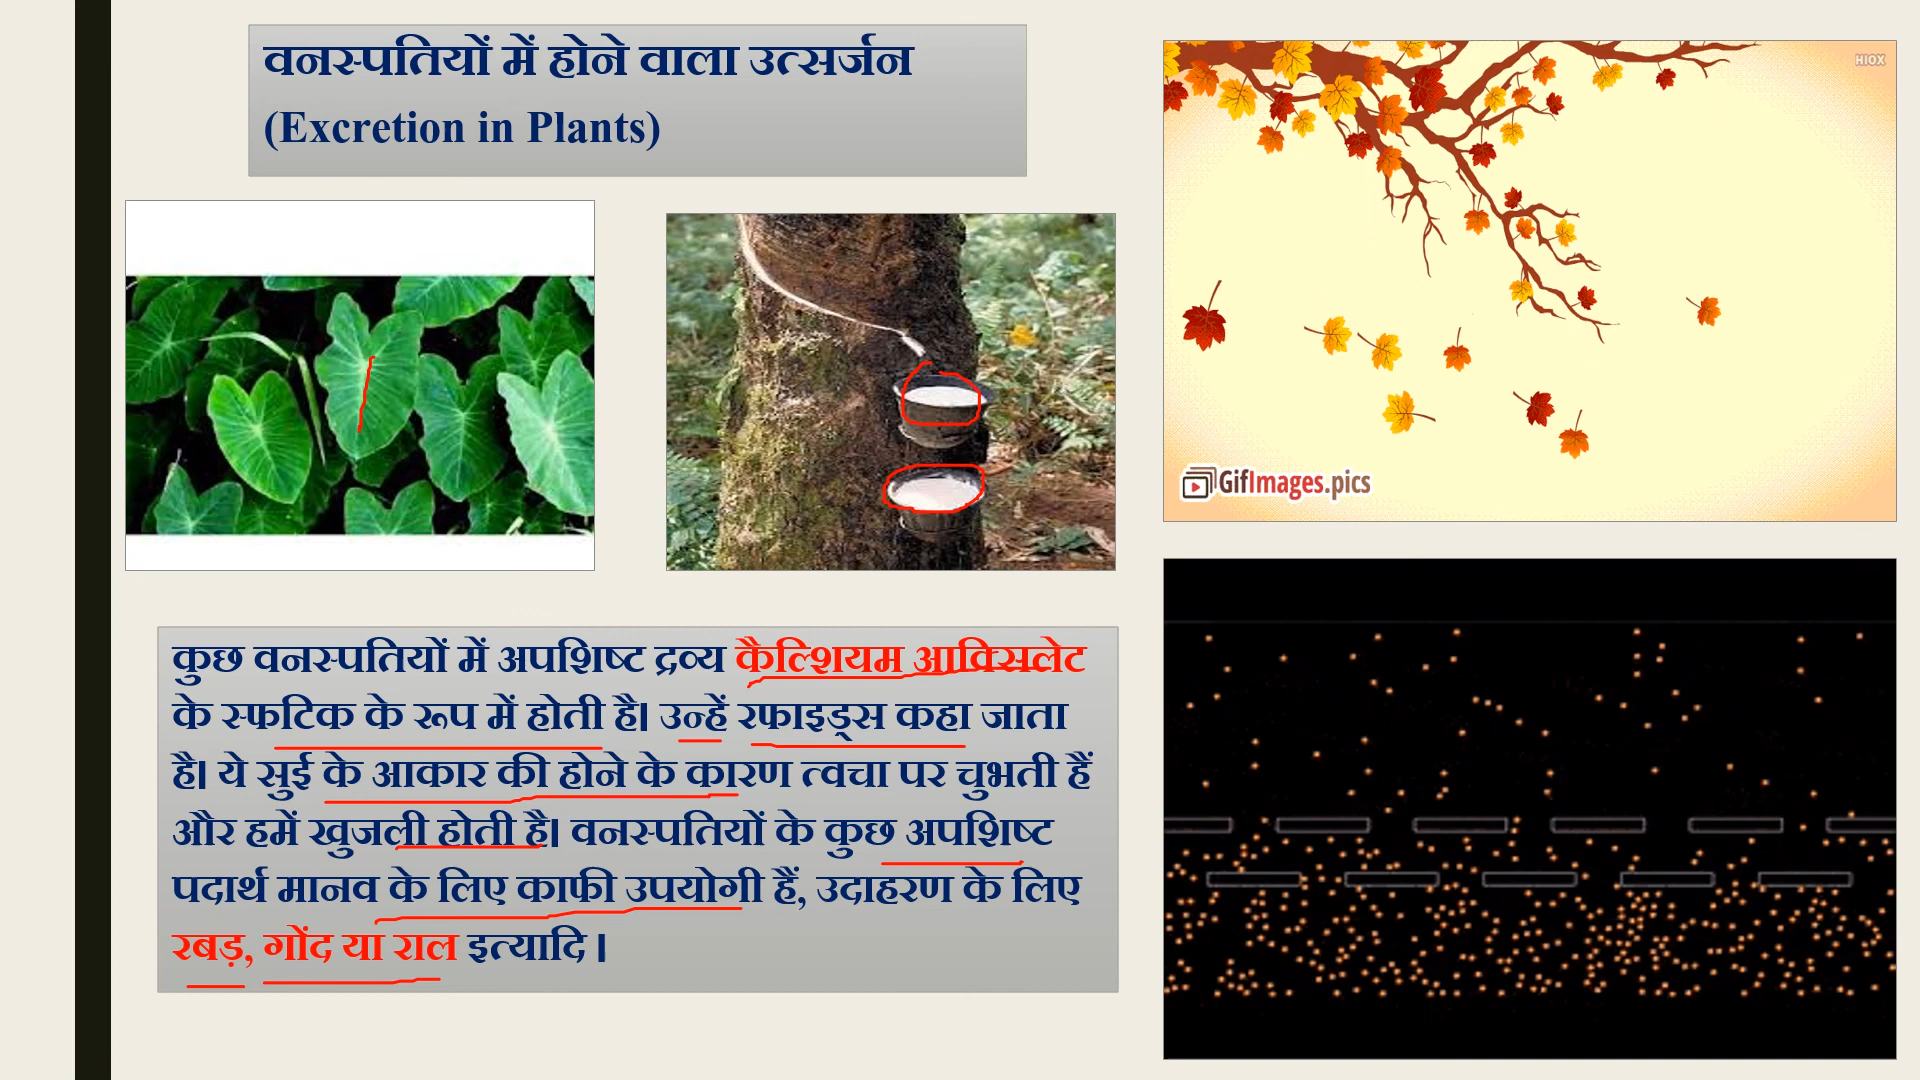 वनस्पतियों में होने वाला उत्सर्जन
(Excretion in Plants)
HIOX
GifImages.pics
कुछ वनस्पतियों में अपशिष्ट द्रव्य कैल्शियम आक्सिलेट
के स्फटिक के रूप में होती है। उन्हें रफाइड्स कहा जाता
है। ये सुई के आकार की होने के कारण त्वचा पर चुभती हैं
और हमें खुजली होती है। वनस्पतियों के कुछ अपशिष्ट
पदार्थ मानव के लिए काफी उपयोगी हैं, उदाहरण के लिए
रबड़, गोंद या राल इत्यादि ।